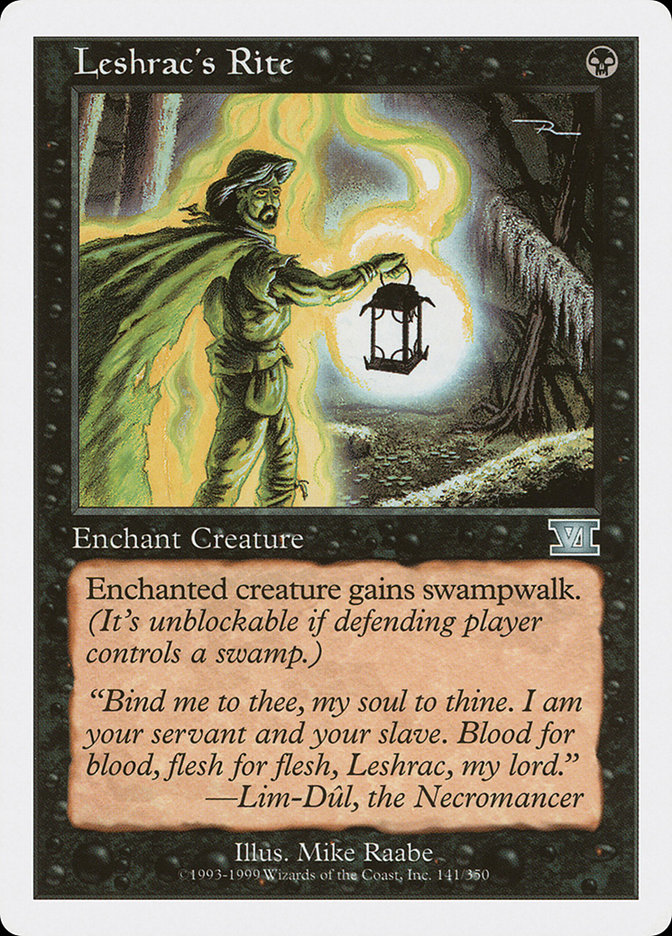 Leshrac's Rite
Enchant Creature
VI
Enchanted creature gains swampwalk.
(It's unblockable if defending player
controls a swamp.)
“Bind me to thee, my soul to thine. I am
your servant and your slave. Blood for
blood, flesh for flesh, Leshrac, my lord.”
—Lim-Dûl, the Necromancer
Illus. Mike Raabe
©1993-1999 Wizards of the Coast, Inc. 141/350